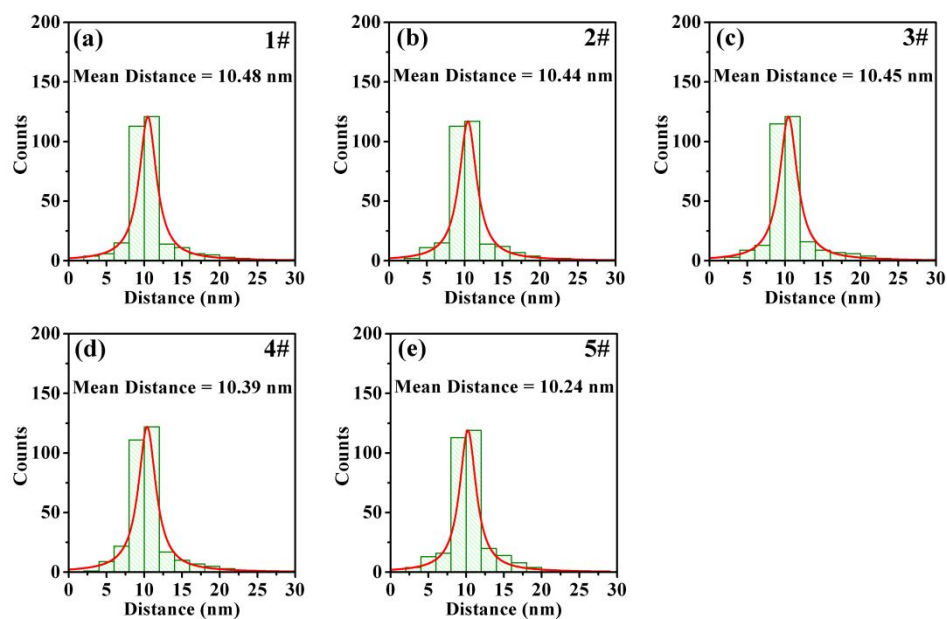 (a) 1#
Mean Distance = 10.48 nm
Counts
200
150
100
50
0
0 5 10 15 20 25 30
Distance (nm)
(b) 2#
Mean Distance = 10.44 nm
Counts
200
150
100
50
0
0 5 10 15 20 25 30
Distance (nm)
(c) 3#
Mean Distance = 10.45 nm
Counts
200
150
100
50
0
0 5 10 15 20 25 30
Distance (nm)
(d) 4#
Mean Distance = 10.39 nm
Counts
200
150
100
50
0
0 5 10 15 20 25 30
Distance (nm)
(e) 5#
Mean Distance = 10.24 nm
Counts
200
150
100
50
0
0 5 10 15 20 25 30
Distance (nm)